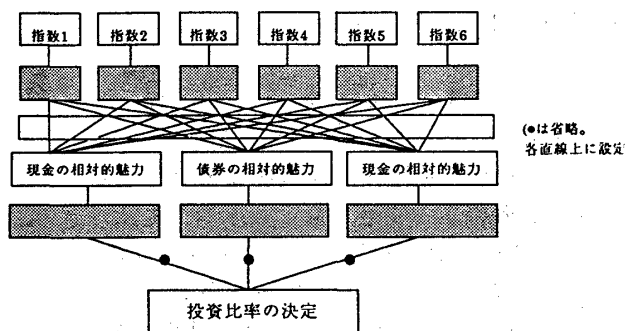 指数1 指数2 指数3 指数4 指数5 指数6
(●は省略。
各直線上に設定
現金の相対的魅力 債券の相対的魅力 現金の相対的魅力
投資比率の決定